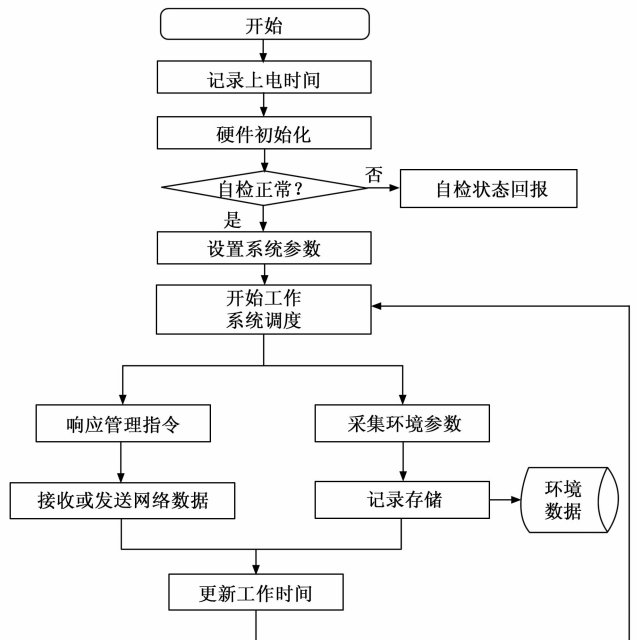 开始
记录上电时间
硬件初始化
自检正常？
否
自检状态回报
是
设置系统参数
开始工作
系统调度
响应管理指令
采集环境参数
接收或发送网络数据
记录存储
环境
数据
更新工作时间